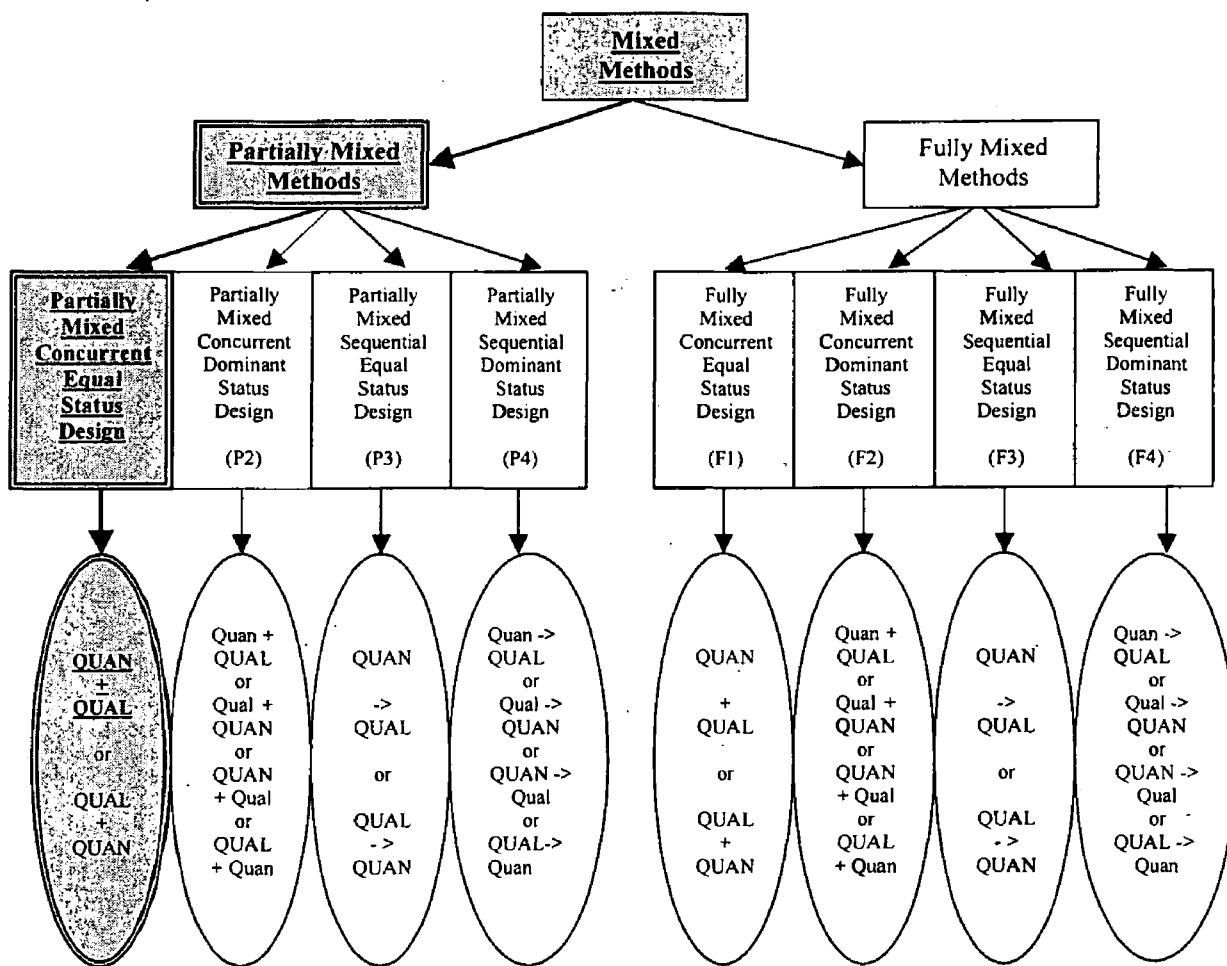 Mixed
Methods
Partially Mixed
Methods
Fully Mixed
Methods
Partially
Mixed
Concurrent
Equal
Status
Design
Partially
Mixed
Concurrent
Dominant
Status
Design
(P2)
Partially
Mixed
Sequential
Equal
Status
Design
(P3)
Partially
Mixed
Sequential
Dominant
Status
Design
(P4)
Fully
Mixed
Concurrent
Equal
Status
Design
(F1)
Fully
Mixed
Concurrent
Dominant
Status
Design
(F2)
Fully
Mixed
Sequential
Equal
Status
Design
(F3)
Fully
Mixed
Sequential
Dominant
Status
Design
(F4)
QUAN
+
QUAL
or
QUAL
+
QUAN
Quan +
QUAL
or
Qual +
QUAN
or
QUAN
+ Qual
or
QUAL
+ Quan
QUAN
->
QUAL
or
QUAL
->
QUAN
Quan ->
QUAL
or
Qual ->
QUAN
or
QUAN ->
Qual
or
QUAL->
Quan
QUAN
+
QUAL
or
QUAL
+
QUAN
Quan +
QUAL
or
Qual +
QUAN
or
QUAN
+ Qual
or
QUAL
+ Quan
QUAN
->
QUAL
or
QUAL
->
QUAN
Quan ->
QUAL
or
Qual ->
QUAN
or
QUAN ->
Qual
or
QUAL ->
Quan